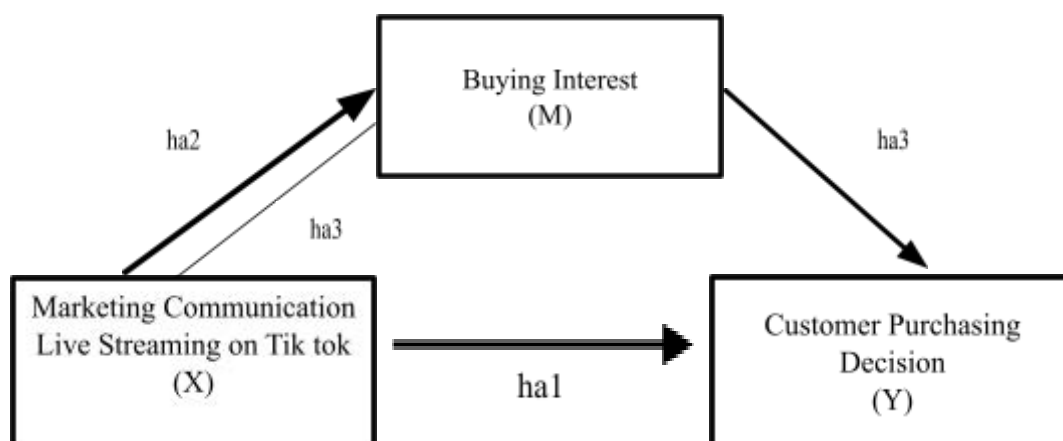 Buying Interest
(M)
ha2
ha3
ha3
Marketing Communication
Live Streaming on Tik tok
(X)
ha1
Customer Purchasing
Decision
(Y)